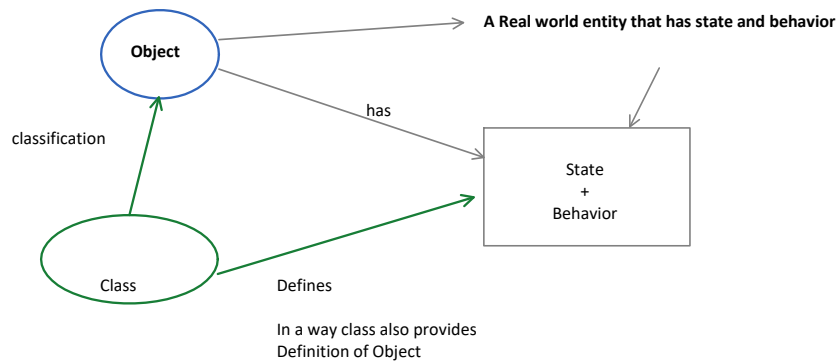 A Real world entity that has state and behavior
Object
has
classification
State
+
Behavior
Class
Defines
In a way class also provides
Definition of Object